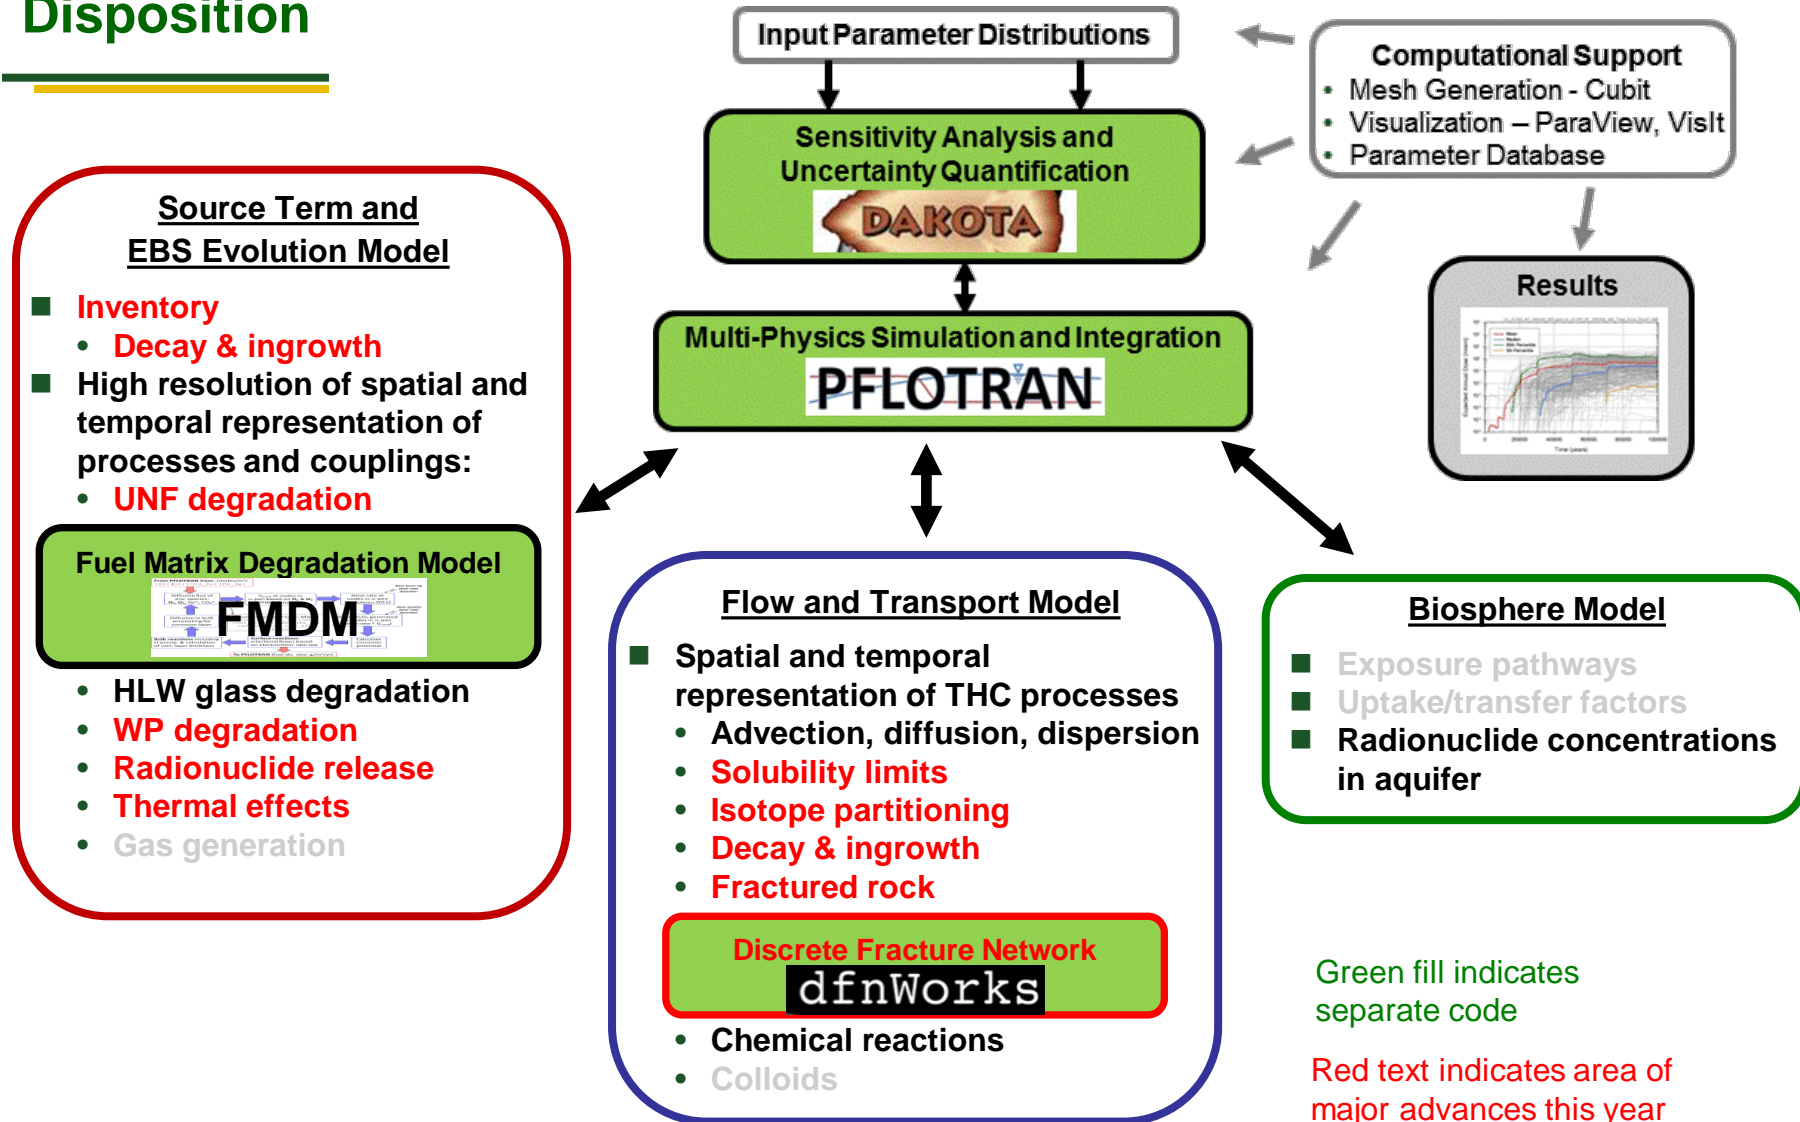 Disposition
Input Parameter Distributions
Computational Support
• Mesh Generation - Cubit
• Visualization – ParaView, VisIt
• Parameter Database
Sensitivity Analysis and
Uncertainty Quantification
DAKOTA
Multi-Physics Simulation and Integration
PFLOTRAN
Results
Expected Annual Dose (mrem)
Time (years)
Source Term and
EBS Evolution Model
Inventory
• Decay & ingrowth
High resolution of spatial and
temporal representation of
processes and couplings:
• UNF degradation
Fuel Matrix Degradation Model
FMDM
• HLW glass degradation
• WP degradation
• Radionuclide release
• Thermal effects
• Gas generation
Flow and Transport Model
Spatial and temporal
representation of THC processes
• Advection, diffusion, dispersion
• Solubility limits
• Isotope partitioning
• Decay & ingrowth
• Fractured rock
Discrete Fracture Network
dfnWorks
• Chemical reactions
• Colloids
Biosphere Model
Exposure pathways
Uptake/transfer factors
Radionuclide concentrations
in aquifer
Green fill indicates
separate code
Red text indicates area of
major advances this year